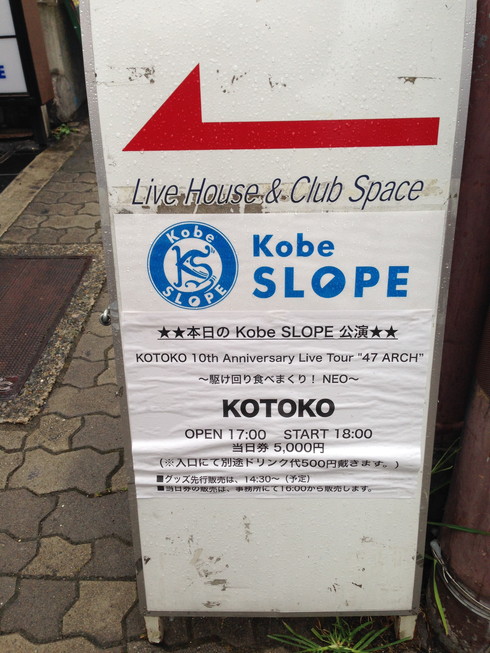 Live House & Club Space
Kobe
KS
SLOPE
Kobe
SLOPE
★★本日の Kobe SLOPE 公演★★
KOTOKO 10th Anniversary Live Tour "47 ARCH"
～駆け回り食べまくり！ NEO～
KOTOKO
OPEN 17:00 START 18:00
当日券 5,000円
（※入口にて別途ドリンク代500円戴きます。）
■グッズ先行販売は、14:30～（予定）
■当日券の販売は、事務所にて16:00から販売します。
E